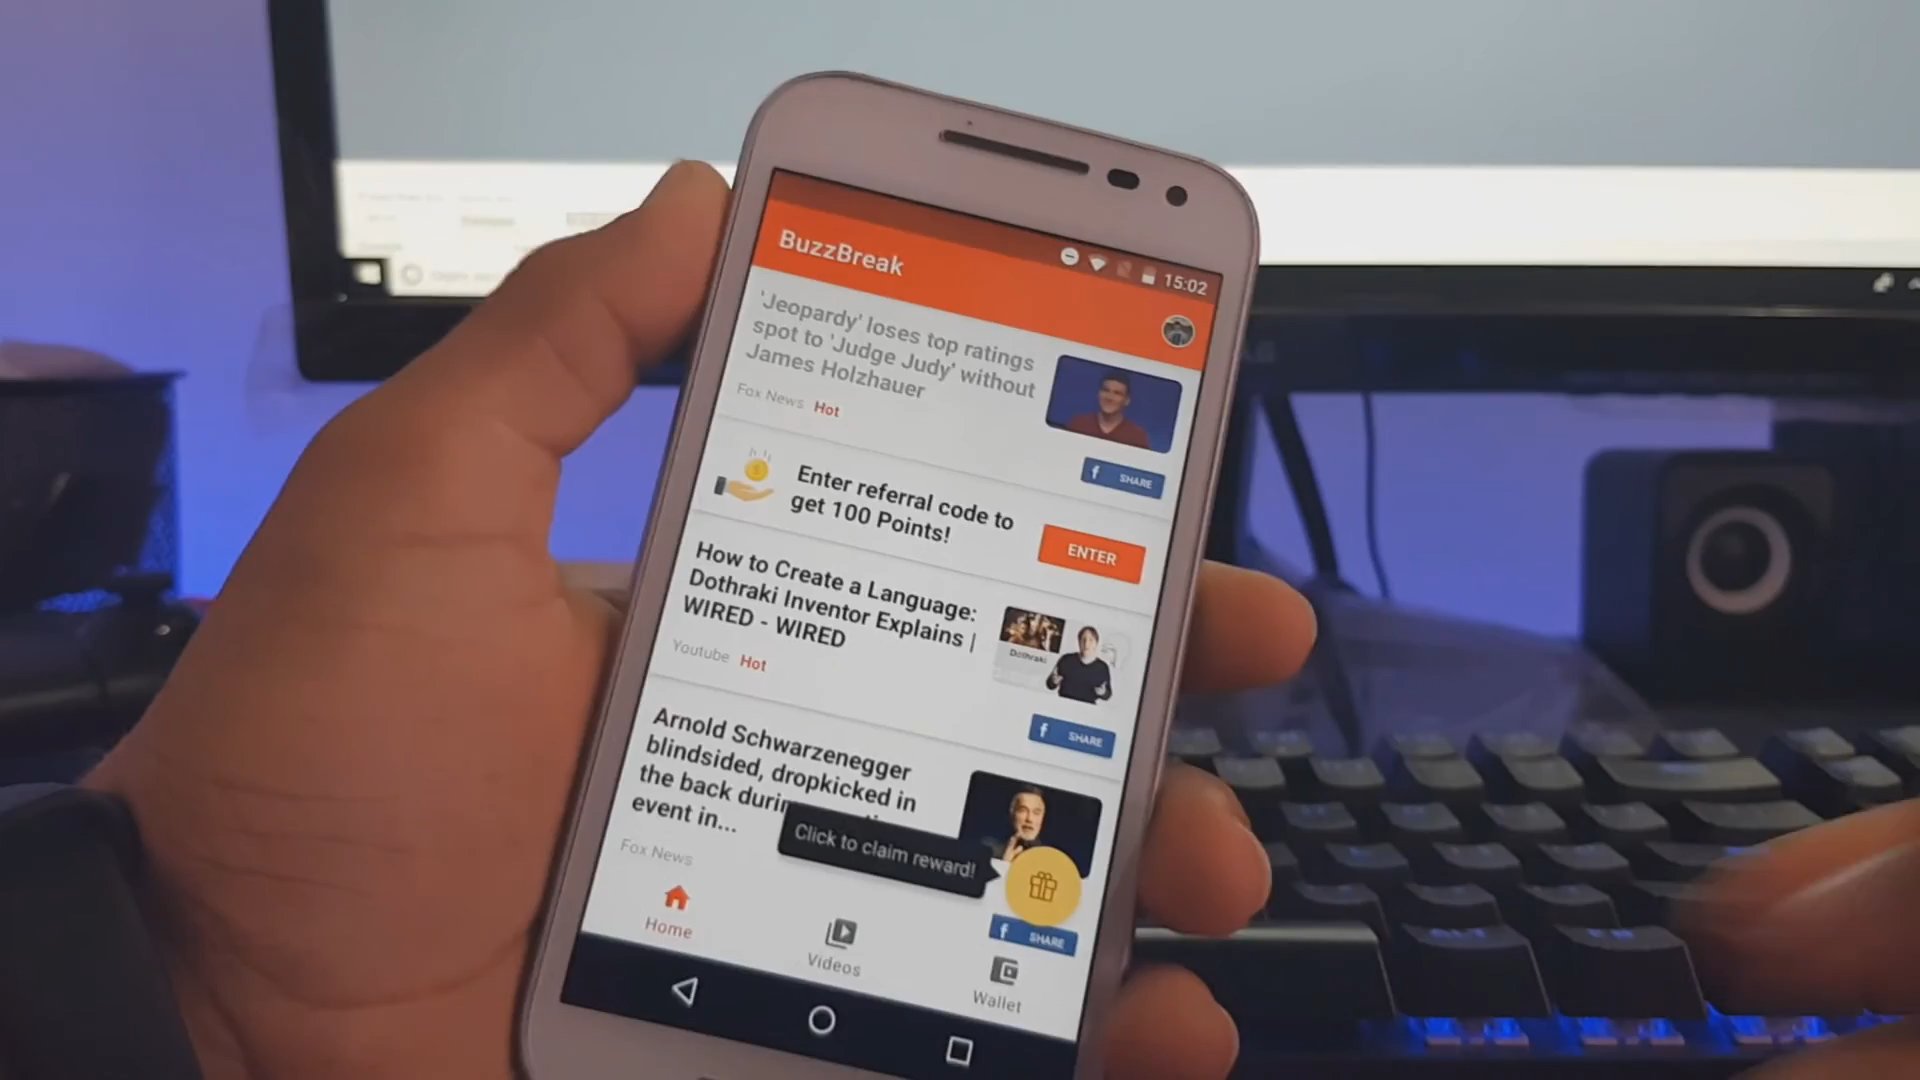 15:02
BuzzBreak
'Jeopardy' loses top ratings
spot to 'Judge Judy' without
James Holzhauer
Fox News Hot
f SHARE
Enter referral code to
get 100 Points!
ENTER
How to Create a Language:
Dothraki Inventor Explains |
WIRED - WIRED
Dothraki
Youtube Hot
f SHARE
Arnold Schwarzenegger
blindsided, dropkicked in
the back
event in...
Click to claim reward!
Fox News
f SHARE
Home
Videos
Wallet